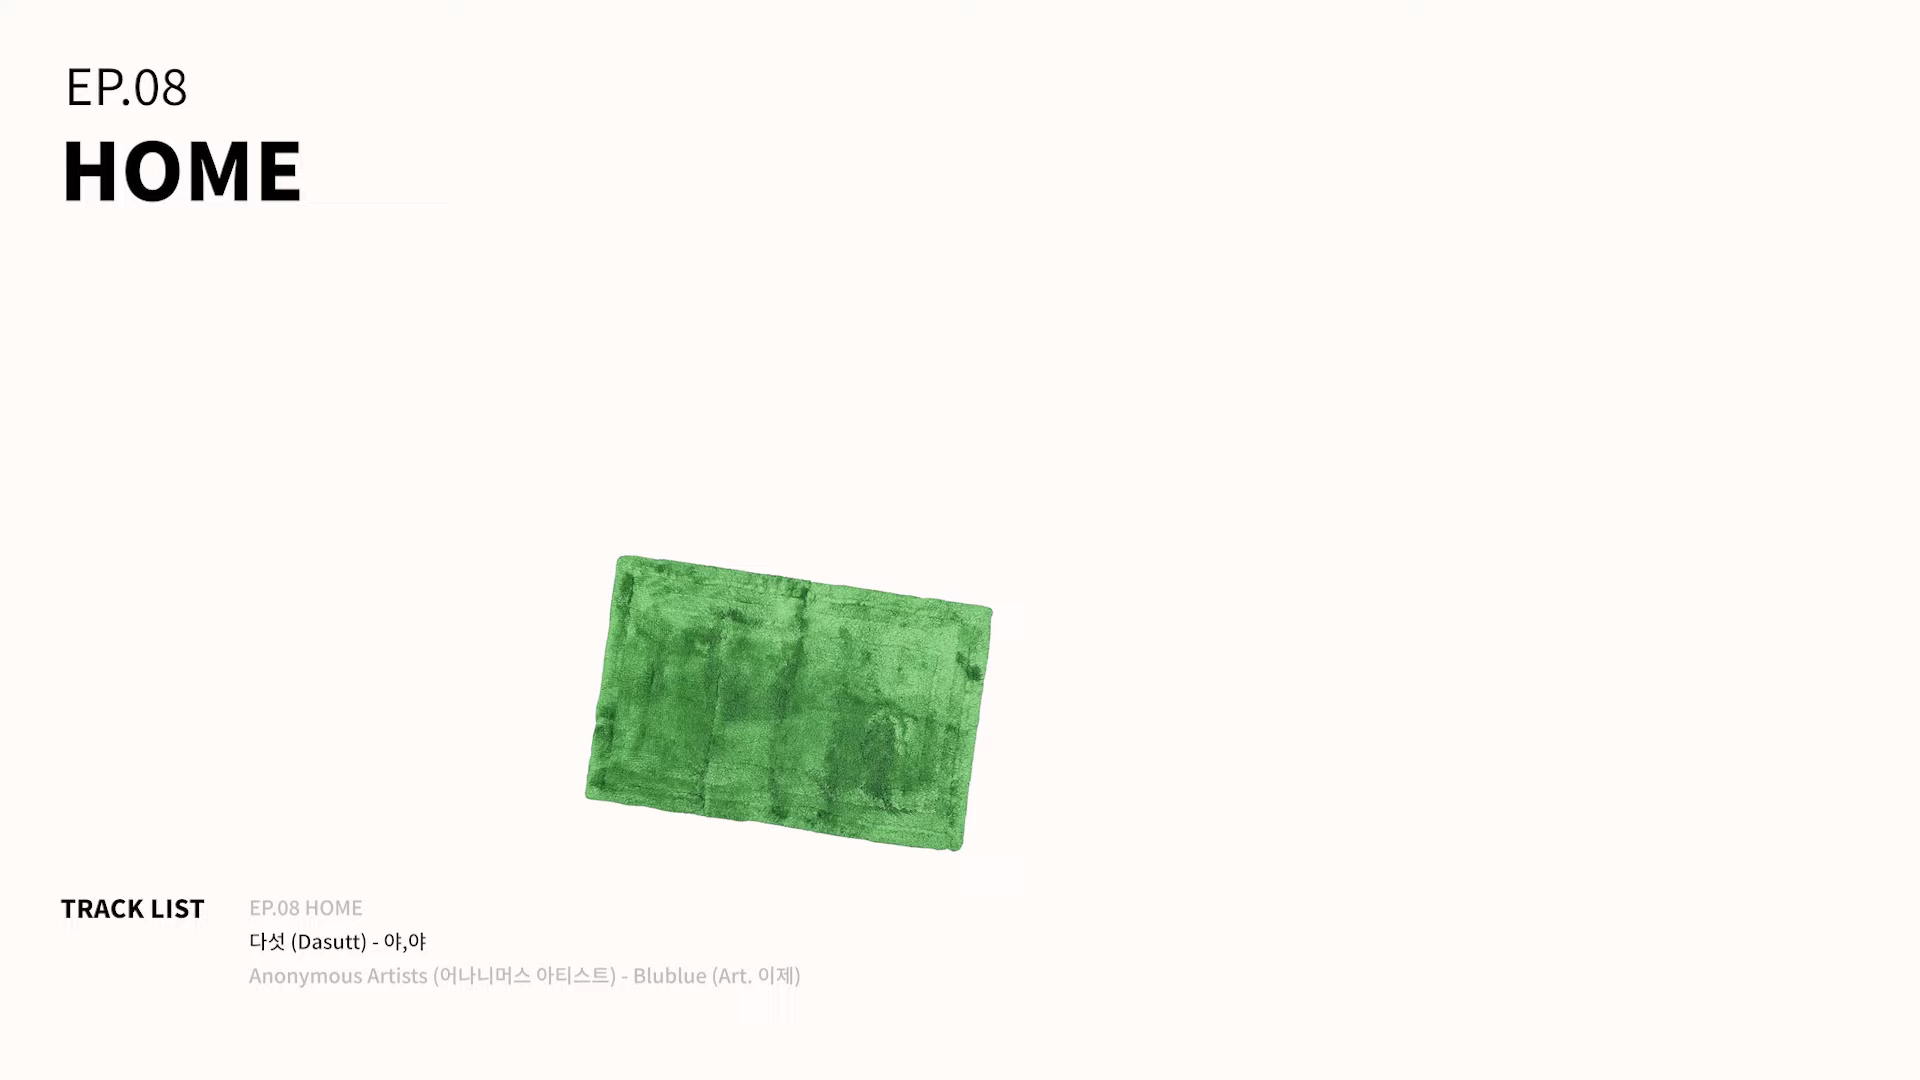 EP.08
HOME
TRACK LIST
EP.08 HOME
다섯 (Dasutt) - 야,야
Anonymous Artists (어나니머스 아티스트) - Blublue (Art. 이제)